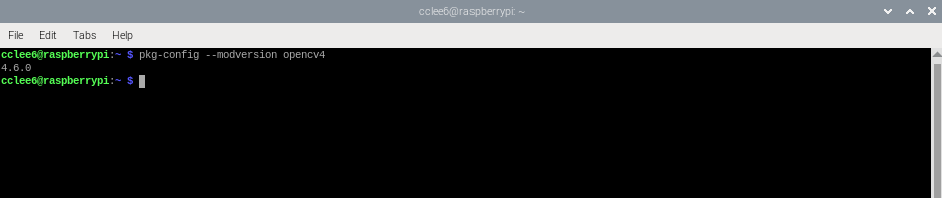 cclee6@raspberrypi: ~
File Edit Tabs Help
cclee6@raspberrypi:~ $ pkg-config --modversion opencv4
4.6.0
cclee6@raspberrypi:~ $